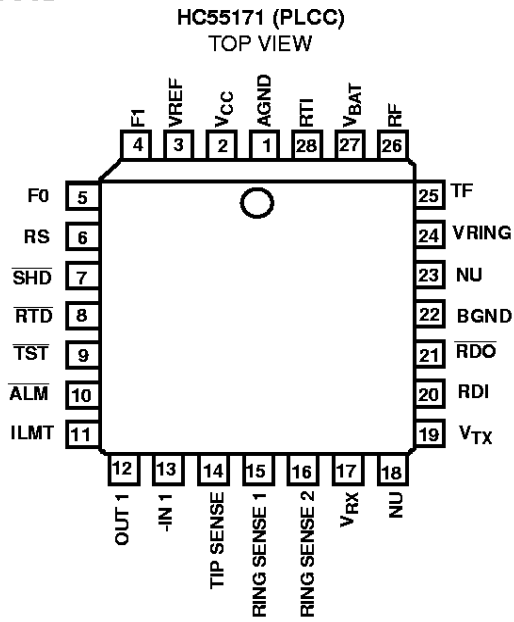 HC55171 (PLCC)
TOP VIEW
F1
VREF
VCC
AGND
RTI
VBAT
RF
4
3
2
1
28
27
26
F0 5
RS 6
SHD 7
RTD 8
TST 9
ALM 10
ILMT 11
25 TF
24 VRING
23 NU
22 BGND
21 RDO
20 RDI
19 VTX
12
13
14
15
16
17
18
OUT 1
-IN 1
TIP SENSE
RING SENSE 1
RING SENSE 2
VRX
NU